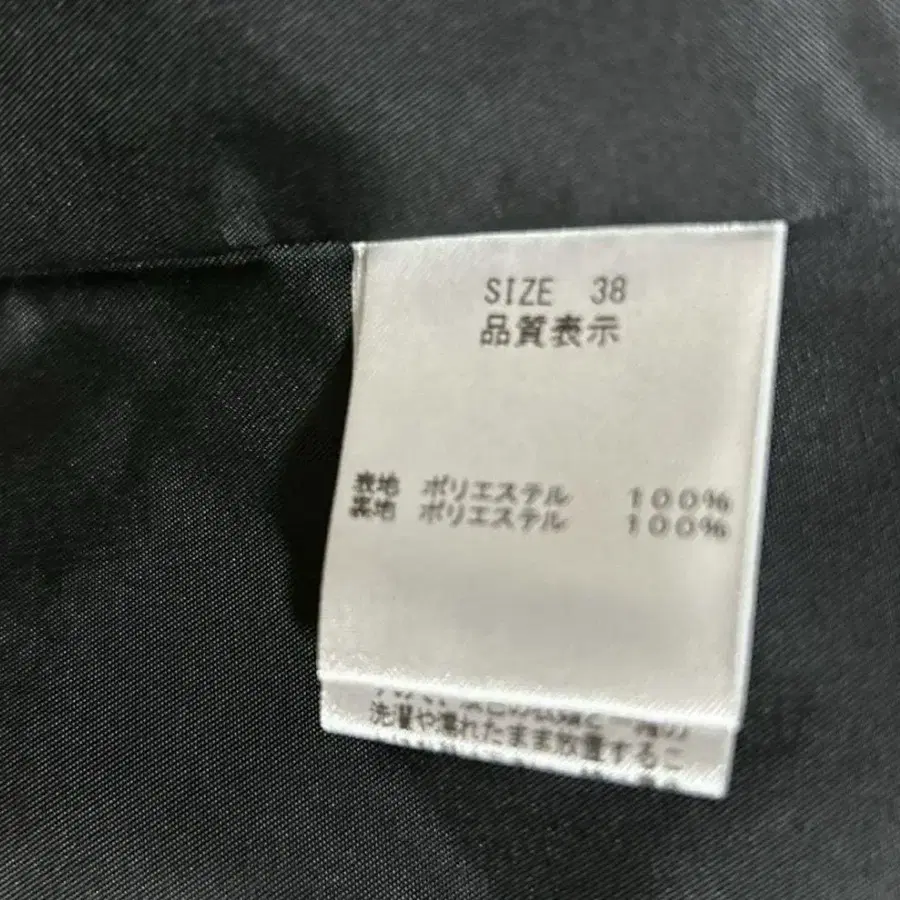 SIZE 38
品質表示
表地 ポリエステル 100%
裏地 ポリエステル 100%
洗濯や濡れたまま放置するこ